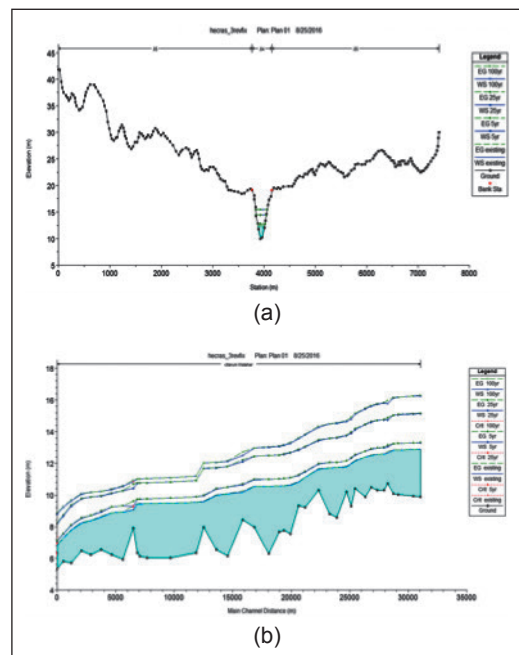 hecras_3rev8x Plan: Plan 01 8/25/2016
Legend
EG 100yr
WS 100yr
EG 25yr
WS 25yr
EG 5yr
WS 5yr
EG existing
WS existing
Ground
Bank Sta
Elevation (m)
45
40
35
30
25
20
15
10
5
0 1000 2000 3000 4000 5000 6000 7000 8000
Station (m)
(a)
Plan: Plan 01 8/25/2016
Legend
EG 100yr
WS 100yr
EG 25yr
WS 25yr
Crit 100yr
EG 5yr
WS 5yr
Crit 25yr
EG existing
WS existing
Crit 5yr
Crit existing
Ground
Elevation (m)
18
16
14
12
10
8
6
4
0 5000 10000 15000 20000 25000 30000 35000
Main Channel Distance (m)
(b)